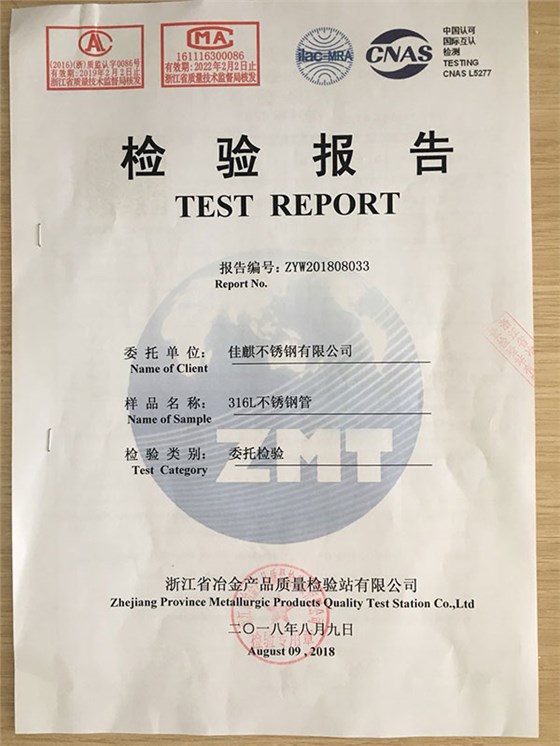 CAL
(2016)(浙)质监认字0086号
有效期:2019年2月2日止
浙江省质量技术监督局核发
MA
161116300086
有效期:2022年2月2日止
浙江省质量技术监督局核发
ilac-MRA
CNAS
中国认可
国际互认
检测
TESTING
CNAS L5277
检验报告
TEST REPORT
报告编号: ZYW201808033
Report No.
委托单位: 佳麒不锈钢有限公司
Name of Client
样品名称: 316L不锈钢管
Name of Sample
检验类别: 委托检验
Test Category
ZMT
浙江省冶金产品质量检验站有限公司
Zhejiang Province Metallurgic Products Quality Test Station Co.,Ltd
二〇一八年八月九日
August 09 , 2018